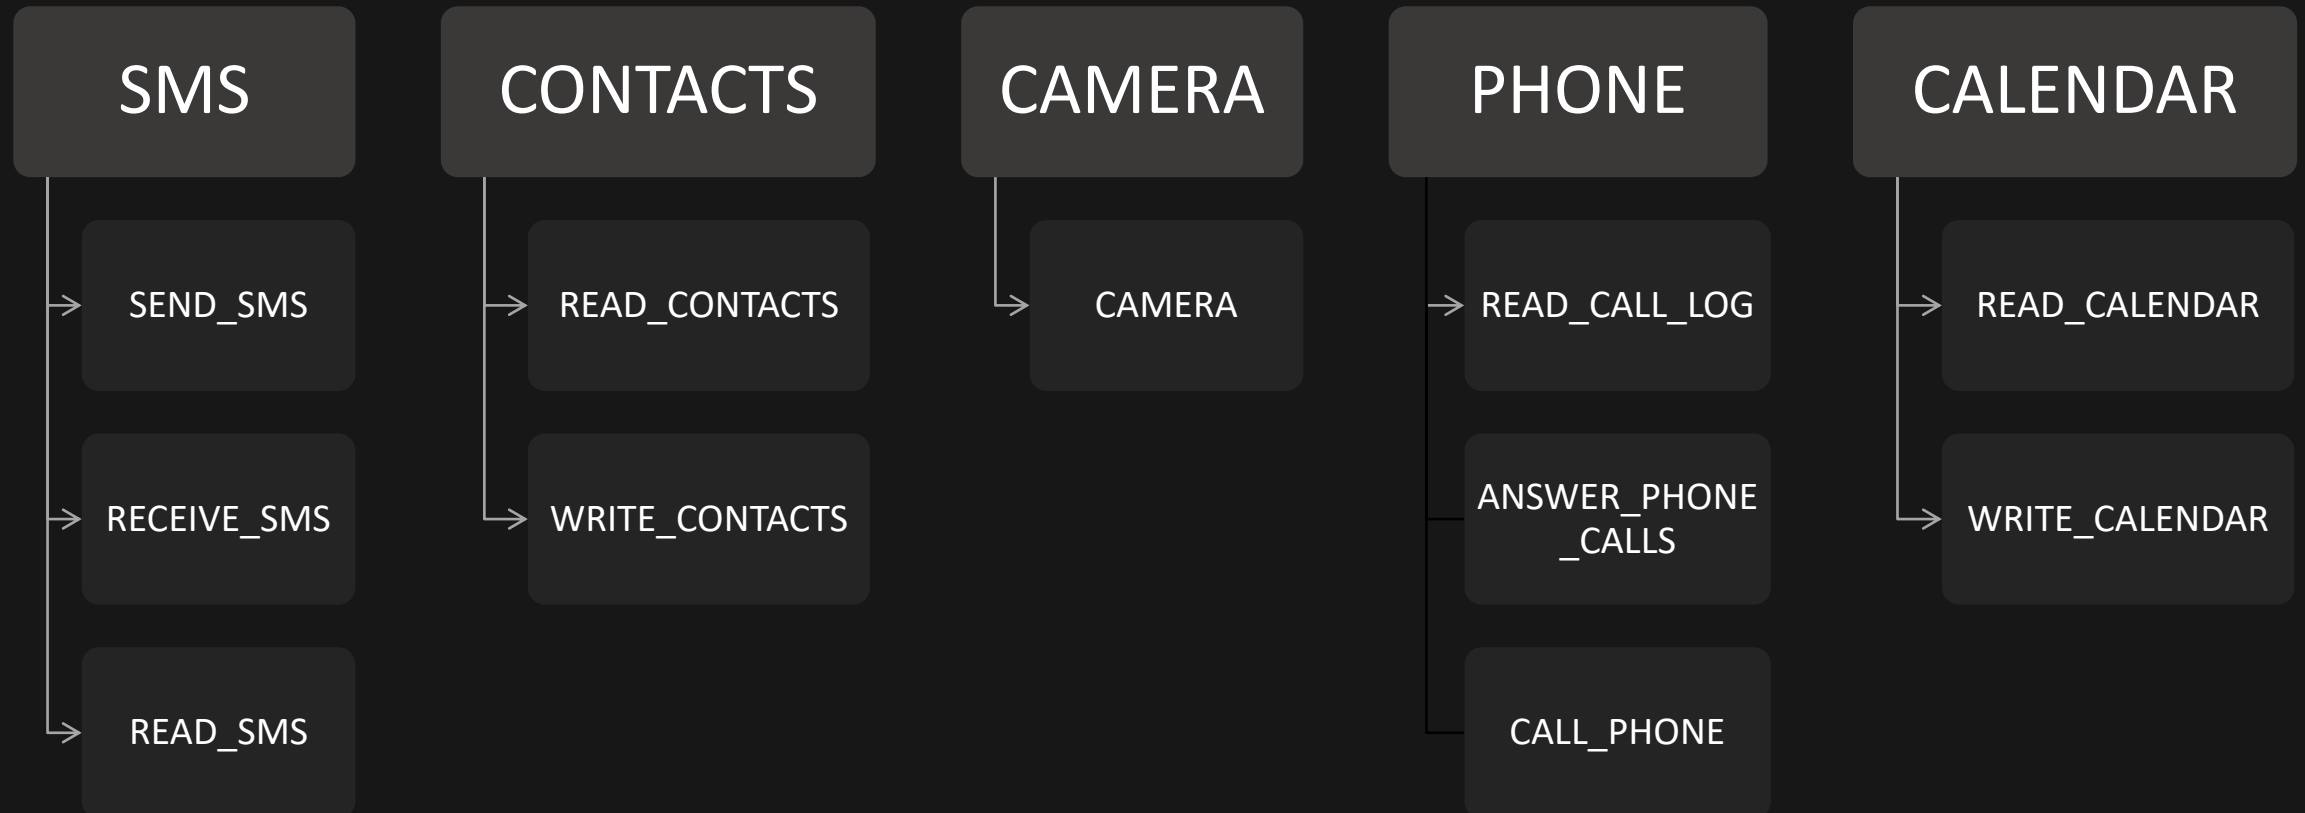 SMS
SEND_SMS
RECEIVE_SMS
READ_SMS
CONTACTS
READ_CONTACTS
WRITE_CONTACTS
CAMERA
CAMERA
PHONE
READ_CALL_LOG
ANSWER_PHONE
_CALLS
CALL_PHONE
CALENDAR
READ_CALENDAR
WRITE_CALENDAR